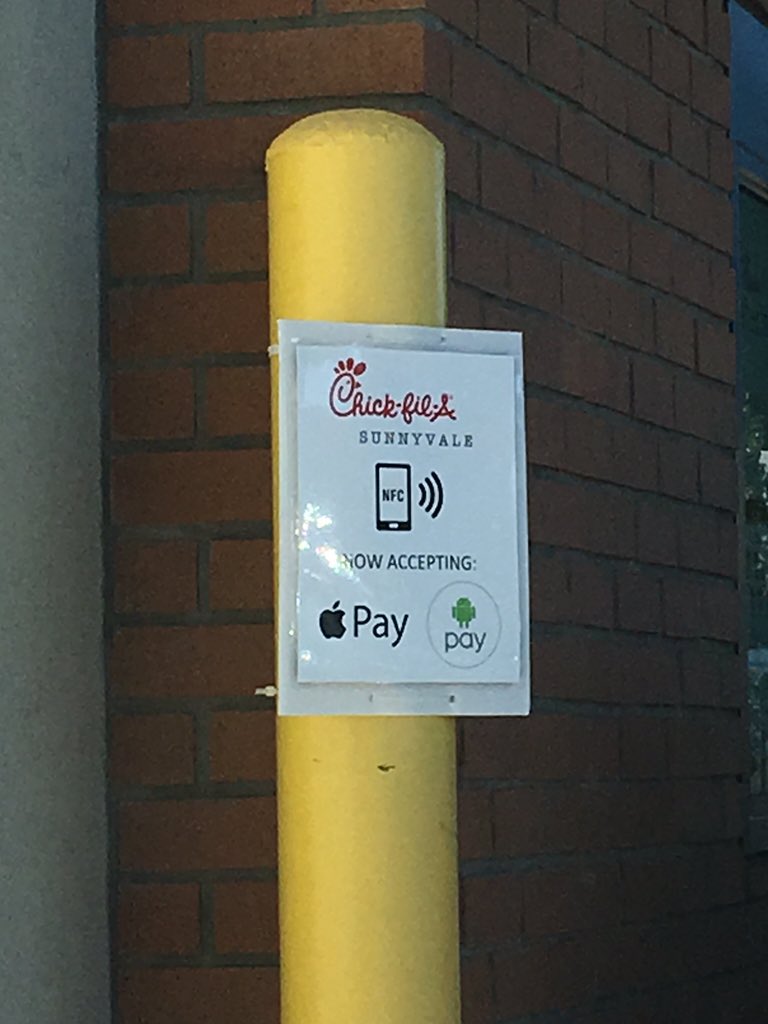 Chick-fil-A
SUNNYVALE
NFC
NOW ACCEPTING:
Pay
pay